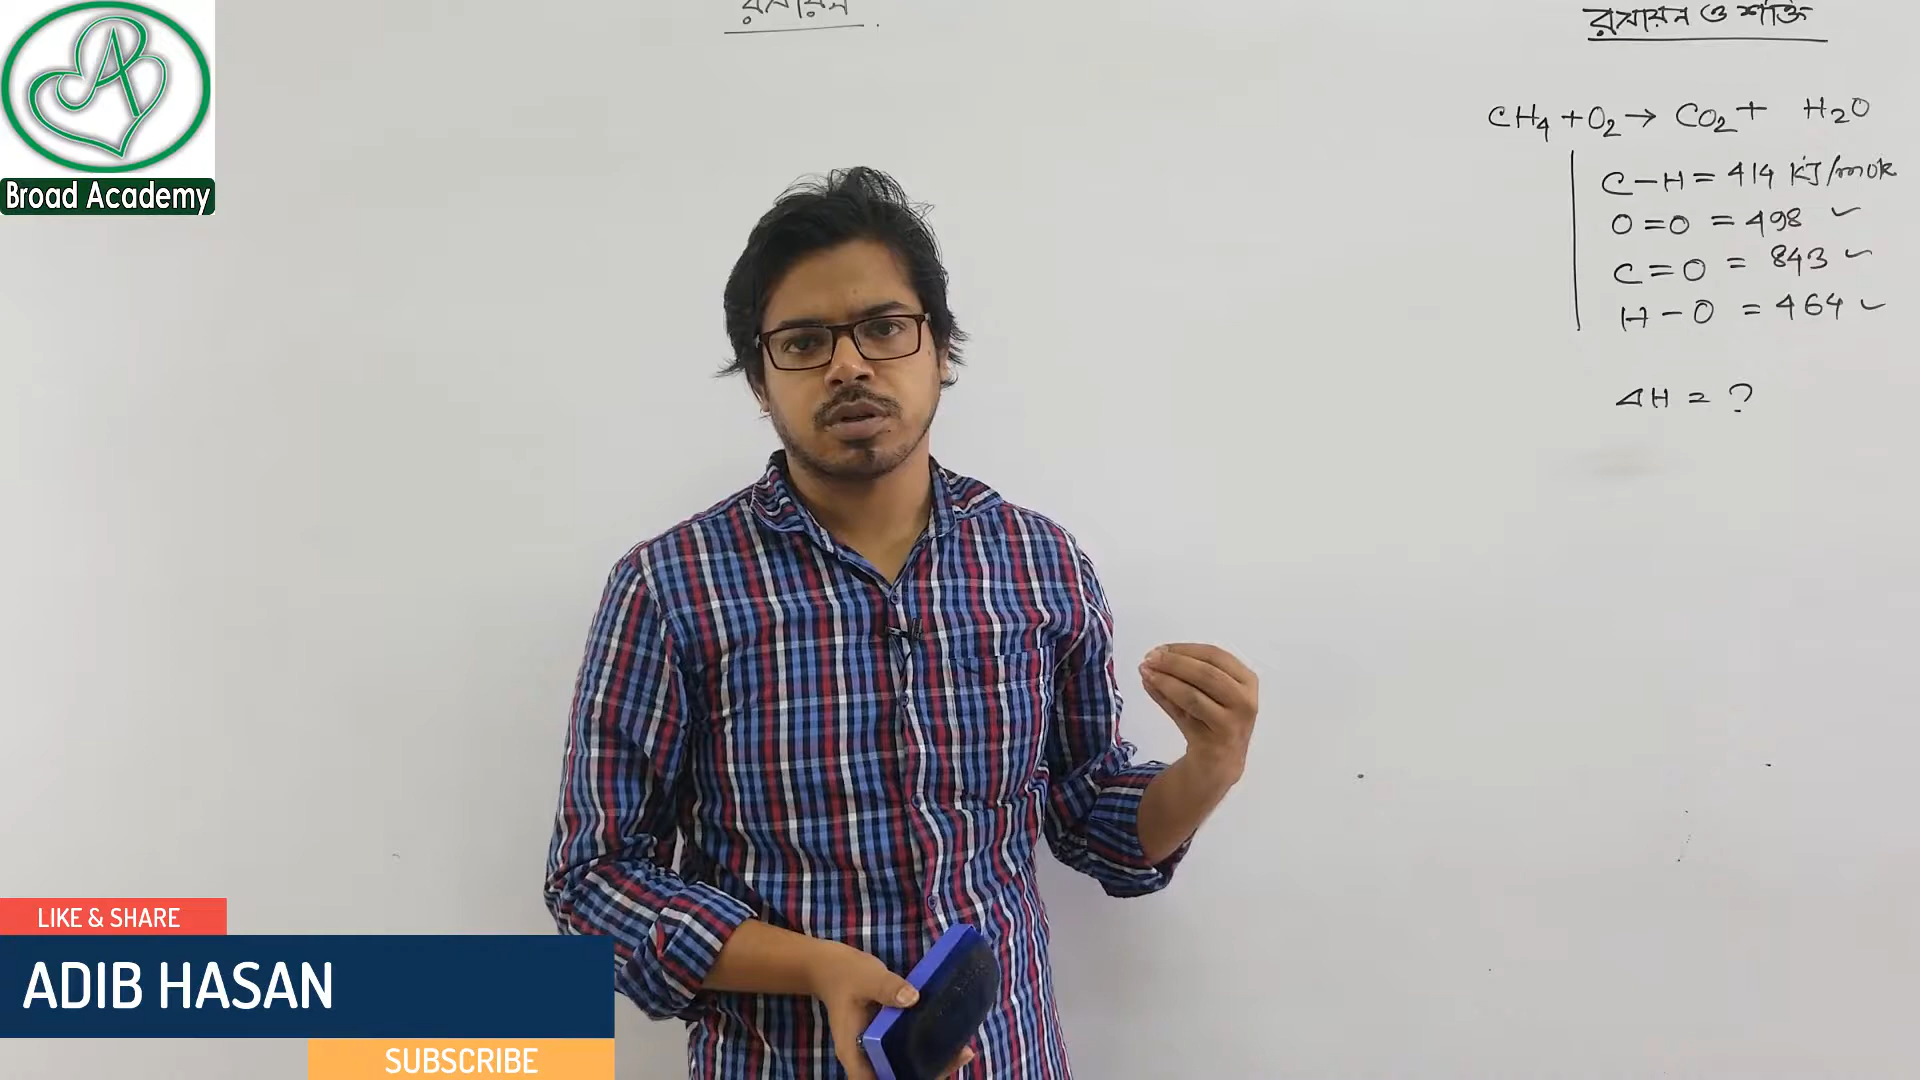 রসায়ন
রসায়ন ও শক্তি
Broad Academy
CH4 + O2 → CO2 + H2O
C-H = 414 KJ/mole
O=O = 498
C=O = 843
H-O = 464
ΔH = ?
LIKE & SHARE
ADIB HASAN
SUBSCRIBE